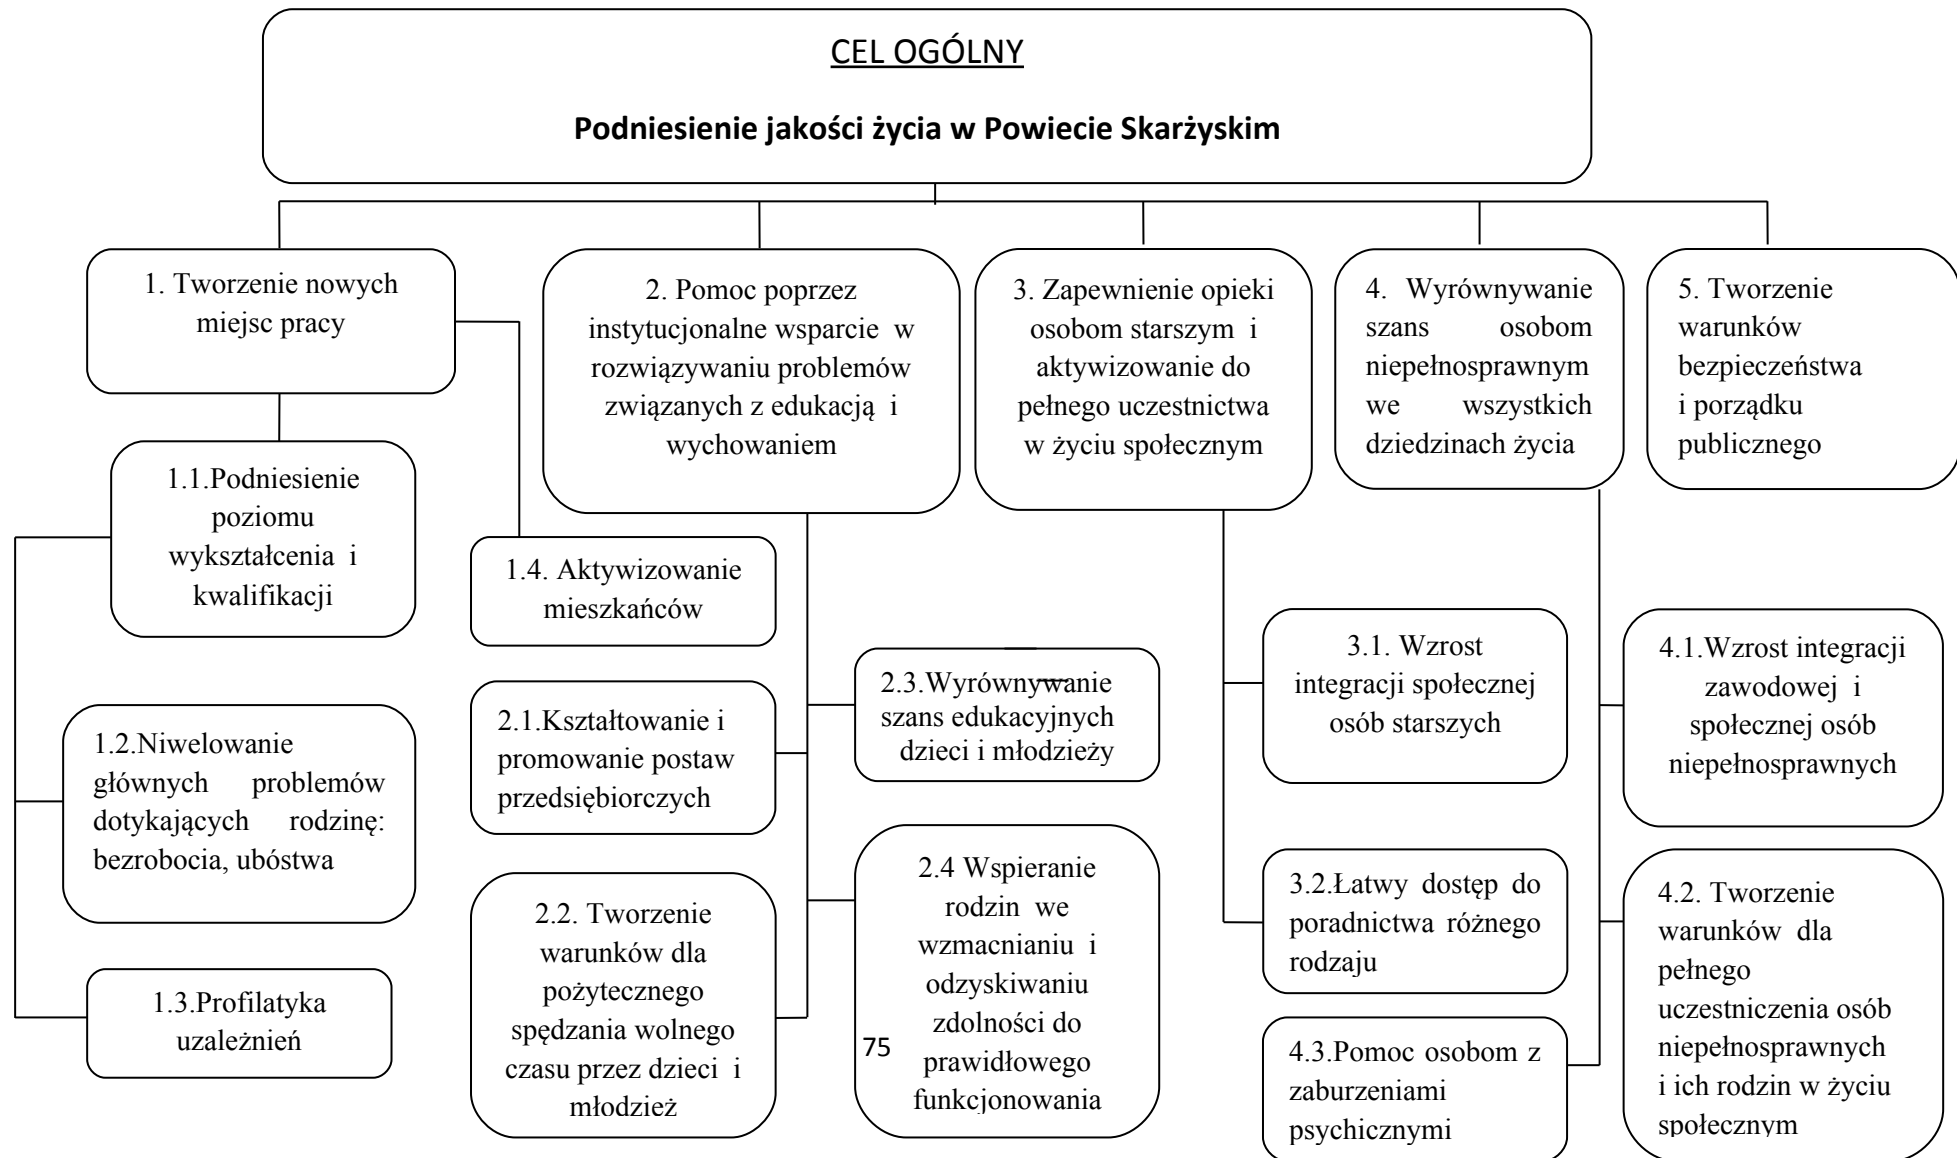 CEL OGÓLNY
Podniesienie jakości życia w Powiecie Skarżyskim
1. Tworzenie nowych
miejsc pracy
2. Pomoc poprzez
instytucjonalne wsparcie w
rozwiązywaniu problemów
związanych z edukacją i
wychowaniem
3. Zapewnienie opieki
osobom starszym i
aktywizowanie do
pełnego uczestnictwa
w życiu społecznym
4. Wyrównywanie
szans osobom
niepełnosprawnym
we wszystkich
dziedzinach życia
5. Tworzenie
warunków
bezpieczeństwa
i porządku
publicznego
1.1.Podniesienie
poziomu
wykształcenia i
kwalifikacji
1.4. Aktywizowanie
mieszkańców
1.2.Niwelowanie
głównych problemów
dotykających rodzinę:
bezrobocia, ubóstwa
1.3.Profilatyka
uzależnień
2.1.Kształtowanie i
promowanie postaw
przedsiębiorczych
2.2. Tworzenie
warunków dla
pożytecznego
spędzania wolnego
czasu przez dzieci i
młodzież
2.3.Wyrównywanie
szans edukacyjnych
dzieci i młodzieży
2.4 Wspieranie
rodzin we
wzmacnianiu i
odzyskiwaniu
zdolności do
prawidłowego
funkcjonowania
75
3.1. Wzrost
integracji społecznej
osób starszych
3.2.Łatwy dostęp do
poradnictwa różnego
rodzaju
4.1.Wzrost integracji
zawodowej i
społecznej osób
niepełnosprawnych
4.2. Tworzenie
warunków dla
pełnego
uczestniczenia osób
niepełnosprawnych
i ich rodzin w życiu
społecznym
4.3.Pomoc osobom z
zaburzeniami
psychicznymi